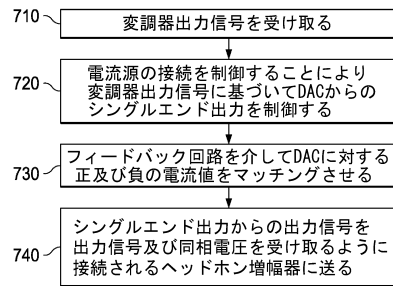 710
変調器出力信号を受け取る
720
電流源の接続を制御することにより
変調器出力信号に基づいてDACからの
シングルエンド出力を制御する
730
フィードバック回路を介してDACに対する
正及び負の電流値をマッチングさせる
740
シングルエンド出力からの出力信号を
出力信号及び同相電圧を受け取るように
接続されるヘッドホン増幅器に送る